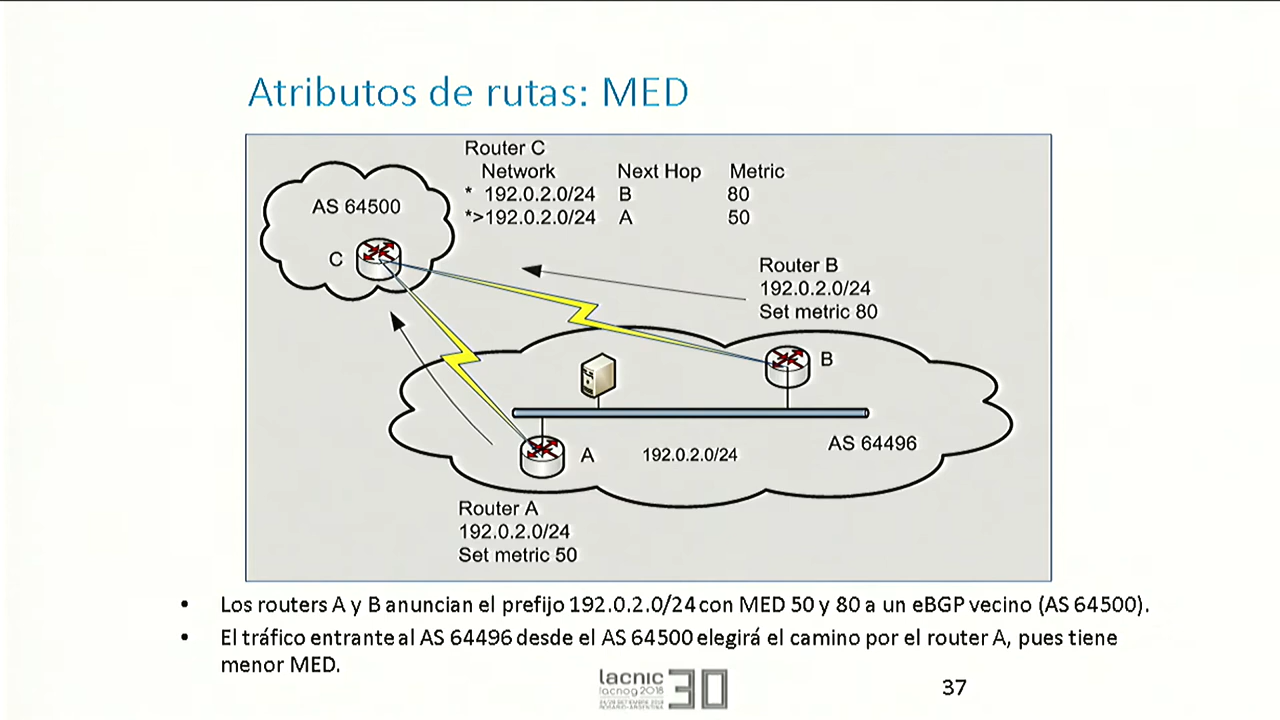 Atributos de rutas: MED
Router C
Network Next Hop Metric
* 192.0.2.0/24 B 80
*>192.0.2.0/24 A 50
AS 64500
C
Router B
192.0.2.0/24
Set metric 80
B
AS 64496
A
192.0.2.0/24
Router A
192.0.2.0/24
Set metric 50
• Los routers A y B anuncian el prefijo 192.0.2.0/24 con MED 50 y 80 a un eBGP vecino (AS 64500).
• El tráfico entrante al AS 64496 desde el AS 64500 elegirá el camino por el router A, pues tiene
menor MED.
lacnic 30
lacnog 2018
37